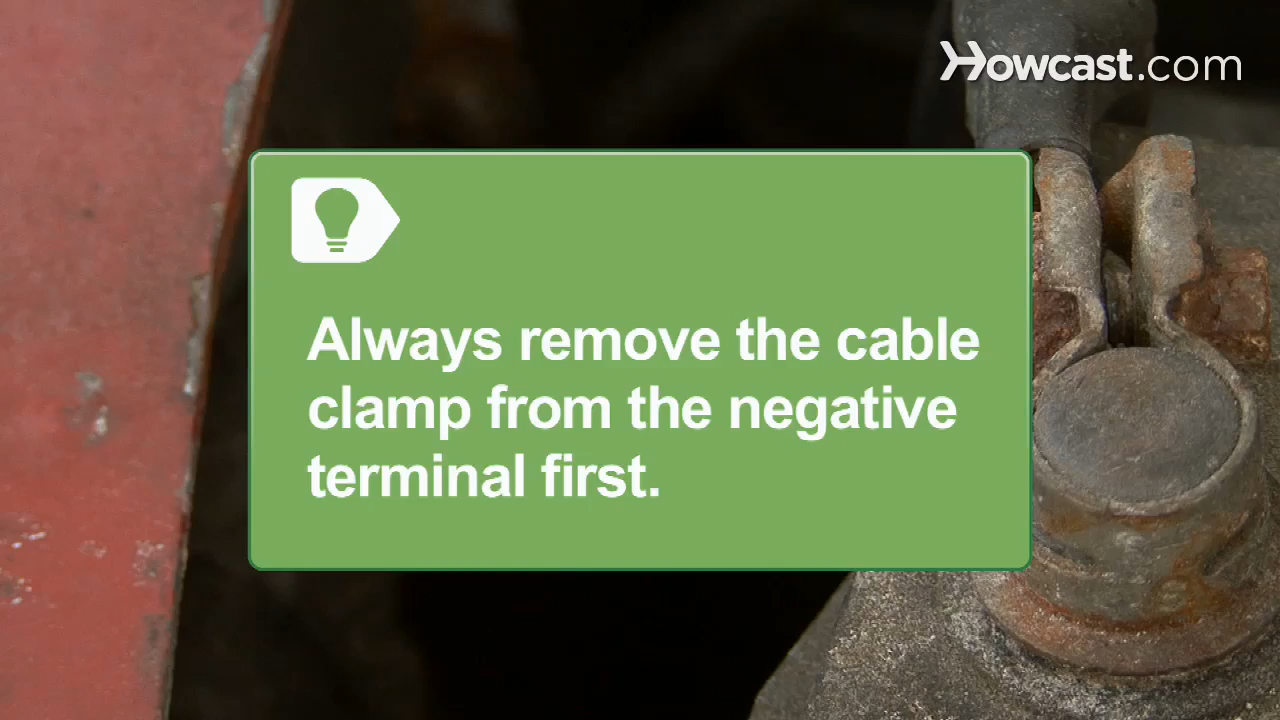 Howcast.com
Always remove the cable
clamp from the negative
terminal first.